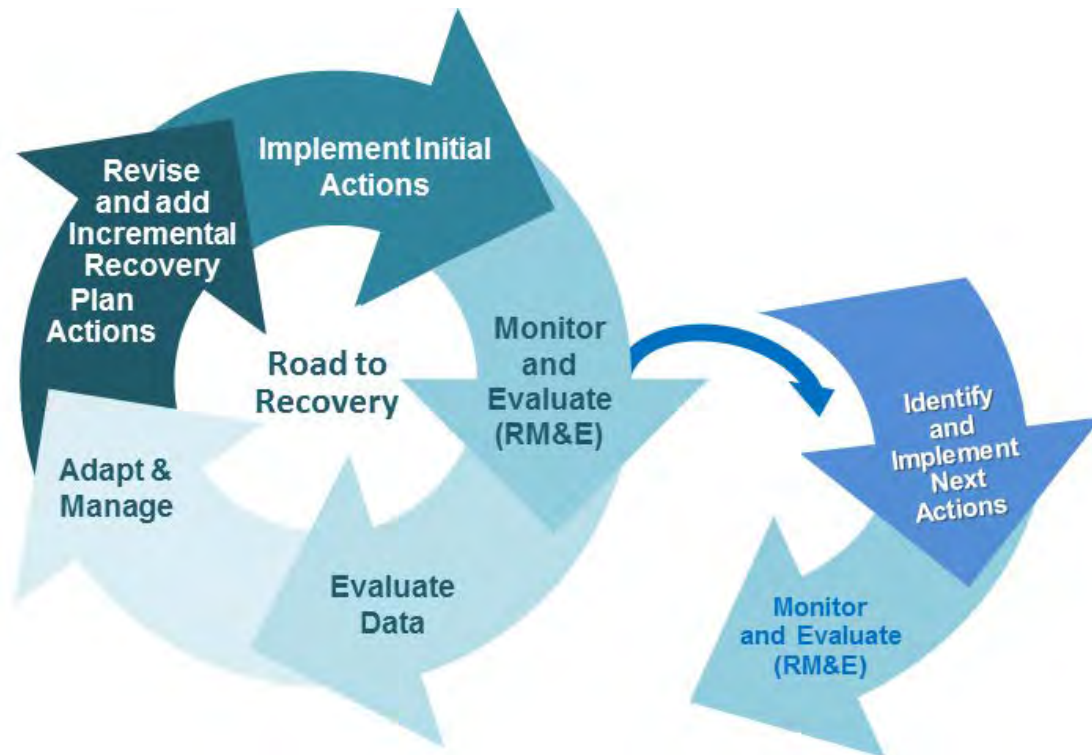 Implement Initial
Actions
Revise
and add
Incremental
Recovery
Plan
Actions
Road to
Recovery
Monitor
and
Evaluate
(RM&E)
Adapt &
Manage
Evaluate
Data
Identify
and
Implement
Next
Actions
Monitor
and Evaluate
(RM&E)